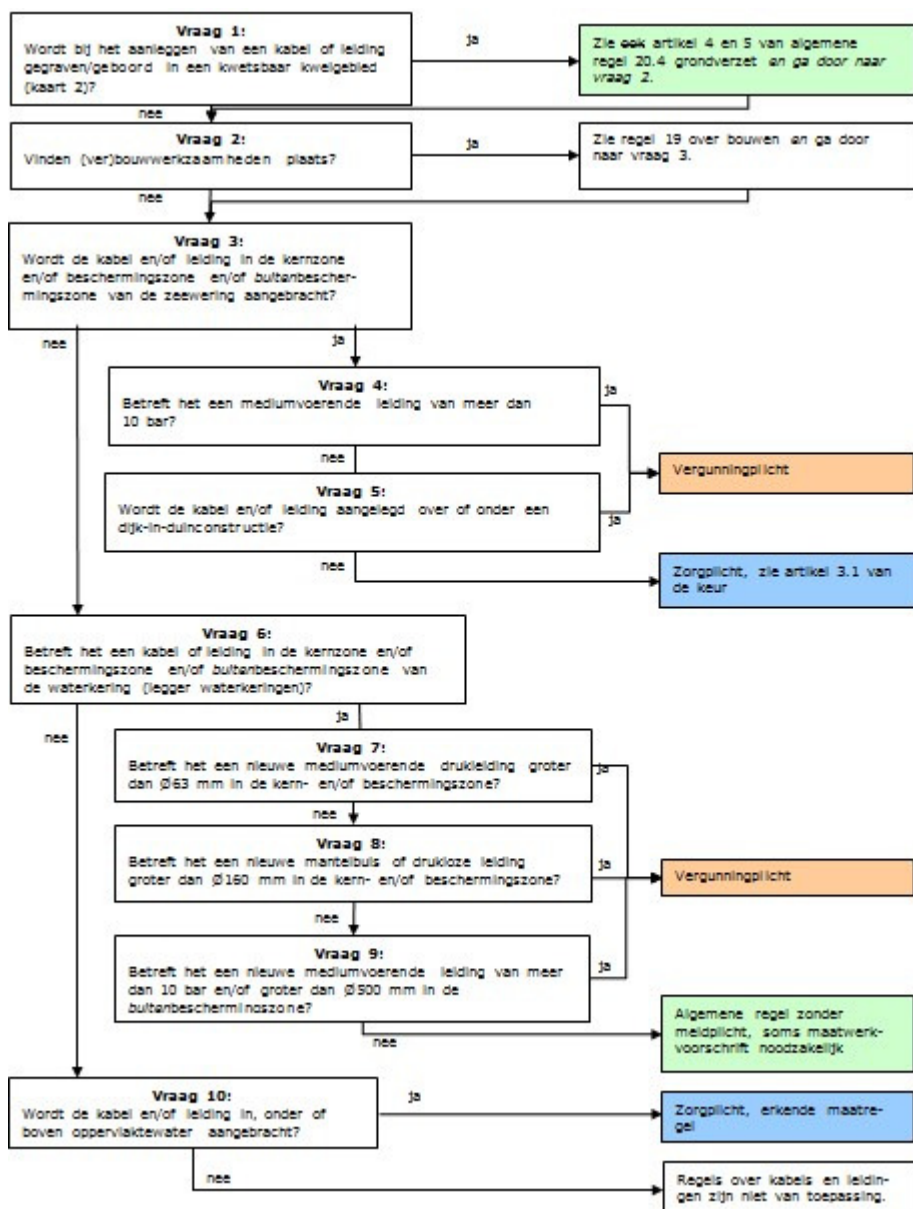 Vraag 1:
Wordt bij het aanleggen van een kabel of leiding
gegraven/geboord in een kwetsbaar kwelgebied
(kaart 2)?
ja
Zie ook artikel 4 en 5 van algemene
regel 20.4 grondverzet en ga door naar
vraag 2.
nee
Vraag 2:
Vinden (ver)bouwwerkzaamheden plaats?
ja
Zie regel 19 over bouwen en ga door
naar vraag 3.
nee
Vraag 3:
Wordt de kabel en/of leiding in de kernzone
en/of beschermingszone en/of buitenbescher-
mingszone van de zeewering aangebracht?
nee
ja
Vraag 4:
Betreft het een mediumvoerende leiding van meer dan
10 bar?
ja
nee
Vergunningplicht
Vraag 5:
Wordt de kabel en/of leiding aangelegd over of onder een
dijk-in-duinconstructie?
ja
nee
Zorgplicht, zie artikel 3.1 van
de keur
Vraag 6:
Betreft het een kabel of leiding in de kernzone en/of
beschermingszone en/of buitenbeschermingszone van
de waterkering (legger waterkeringen)?
nee
ja
Vraag 7:
Betreft het een nieuwe mediumvoerende drukleiding groter
dan Ø63 mm in de kern- en/of beschermingszone?
ja
nee
Vraag 8:
Betreft het een nieuwe mantelbuis of drukloze leiding
groter dan Ø160 mm in de kern- en/of beschermingszone?
ja
Vergunningplicht
nee
Vraag 9:
Betreft het een nieuwe mediumvoerende leiding van meer
dan 10 bar en/of groter dan Ø500 mm in de
buitenbeschermingszone?
ja
nee
Algemene regel zonder
meldplicht, soms maatwerk-
voorschrift noodzakelijk
Vraag 10:
Wordt de kabel en/of leiding in, onder of
boven oppervlaktewater aangebracht?
ja
Zorgplicht, erkende maatre-
gel
nee
Regels over kabels en leidin-
gen zijn niet van toepassing.